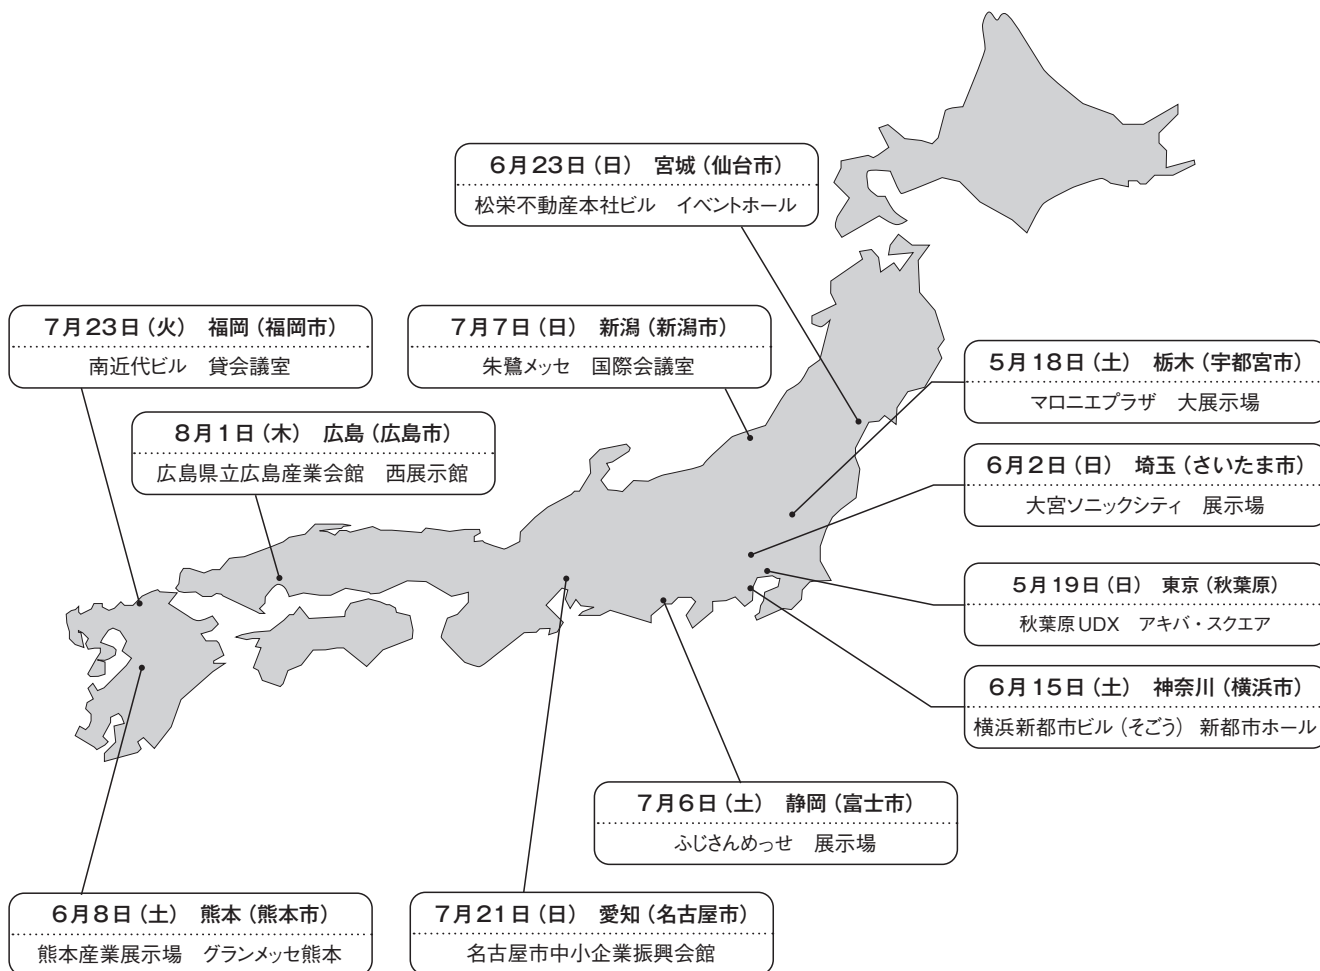 6月23日（日）　宮城（仙台市）
松栄不動産本社ビル　イベントホール
7月23日（火）　福岡（福岡市）
南近代ビル　貸会議室
7月7日（日）　新潟（新潟市）
朱鷺メッセ　国際会議室
5月18日（土）　栃木（宇都宮市）
マロニエプラザ　大展示場
8月1日（木）　広島（広島市）
広島県立広島産業会館　西展示館
6月2日（日）　埼玉（さいたま市）
大宮ソニックシティ　展示場
5月19日（日）　東京（秋葉原）
秋葉原UDX　アキバ・スクエア
6月15日（土）　神奈川（横浜市）
横浜新都市ビル（そごう）　新都市ホール
7月6日（土）　静岡（富士市）
ふじさんめっせ　展示場
6月8日（土）　熊本（熊本市）
熊本産業展示場　グランメッセ熊本
7月21日（日）　愛知（名古屋市）
名古屋市中小企業振興会館